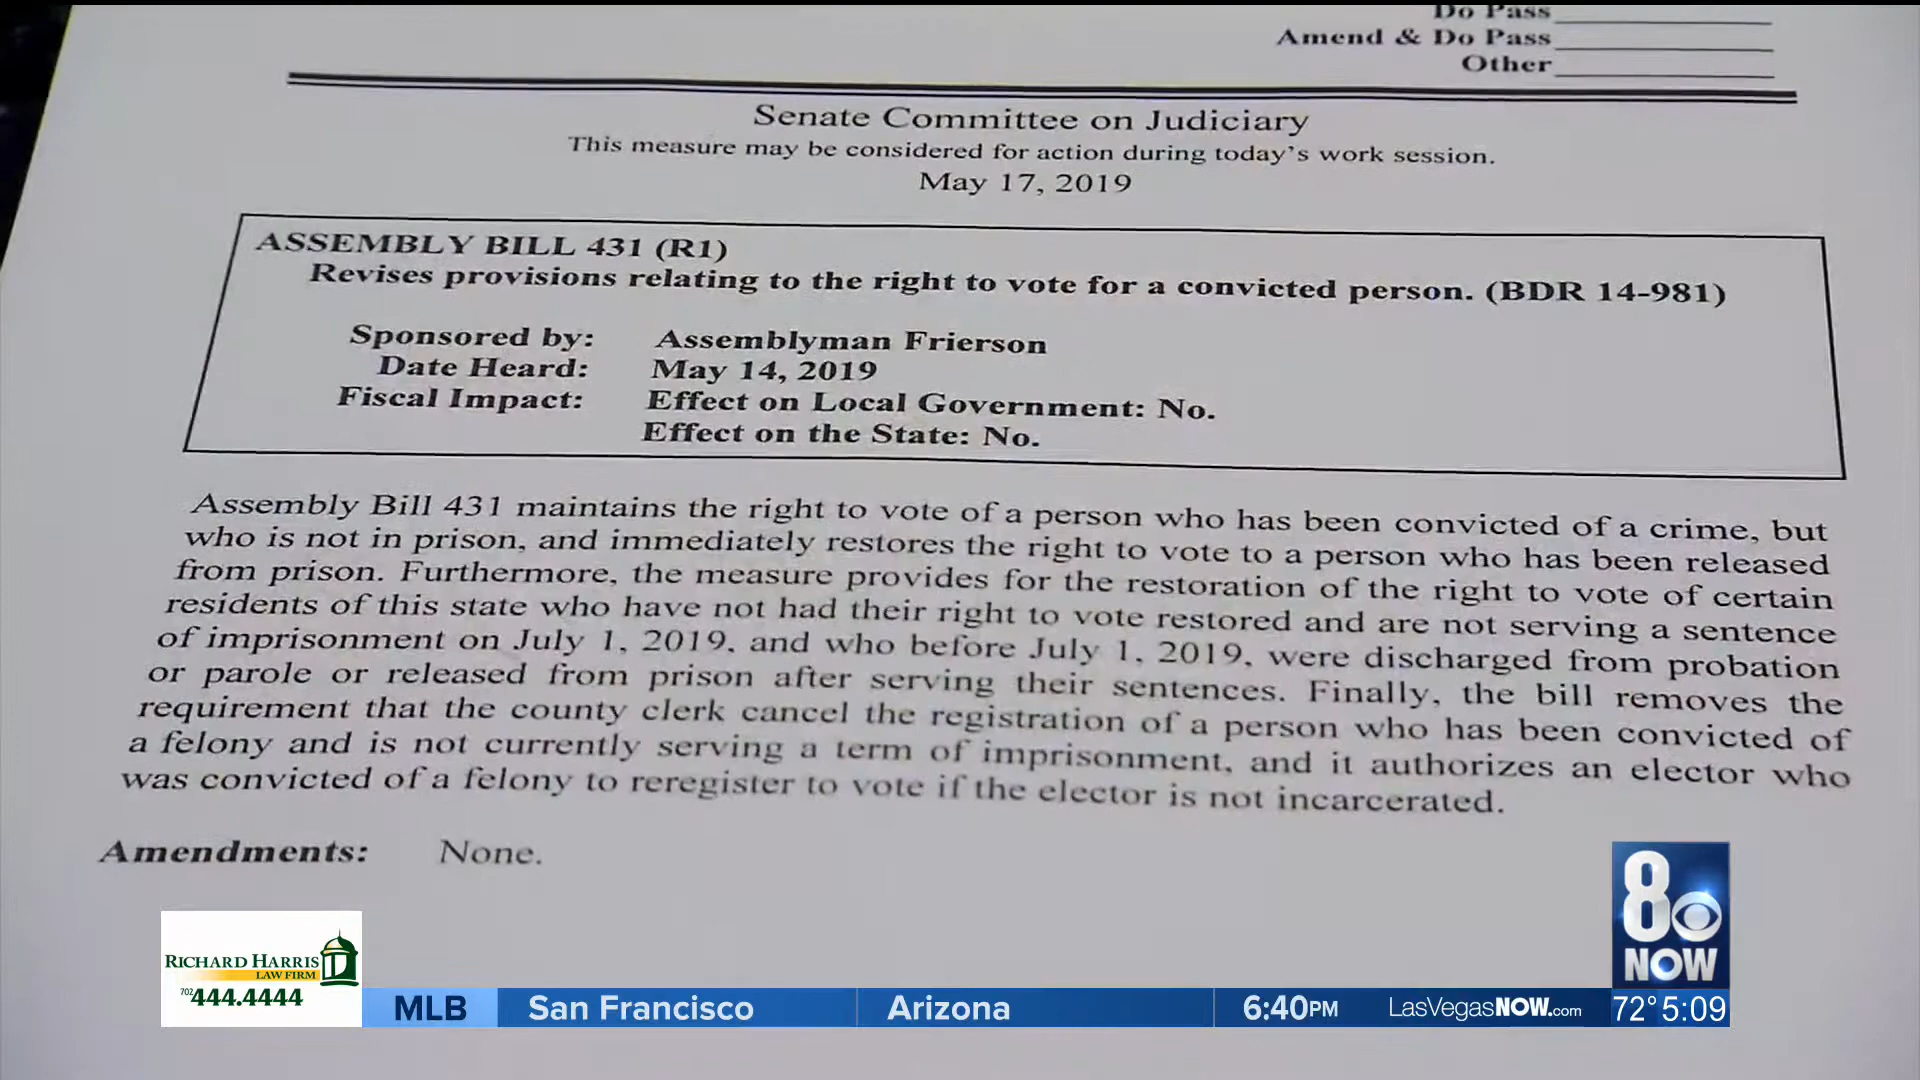 Do Pass
Amend & Do Pass
Other
Senate Committee on Judiciary
This measure may be considered for action during today's work session.
May 17, 2019
ASSEMBLY BILL 431 (R1)
Revises provisions relating to the right to vote for a convicted person. (BDR 14-981)
Sponsored by: Assemblyman Frierson
Date Heard: May 14, 2019
Fiscal Impact: Effect on Local Government: No.
Effect on the State: No.
Assembly Bill 431 maintains the right to vote of a person who has been convicted of a crime, but
who is not in prison, and immediately restores the right to vote to a person who has been released
from prison. Furthermore, the measure provides for the restoration of the right to vote of certain
residents of this state who have not had their right to vote restored and are not serving a sentence
of imprisonment on July 1, 2019, and who before July 1, 2019, were discharged from probation
or parole or released from prison after serving their sentences. Finally, the bill removes the
requirement that the county clerk cancel the registration of a person who has been convicted of
a felony and is not currently serving a term of imprisonment, and it authorizes an elector who
was convicted of a felony to reregister to vote if the elector is not incarcerated.
Amendments: None.
8
NOW
RICHARD HARRIS
LAW FIRM
702 444.4444
MLB San Francisco Arizona 6:40PM LasVegasNOW.com 72° 5:09